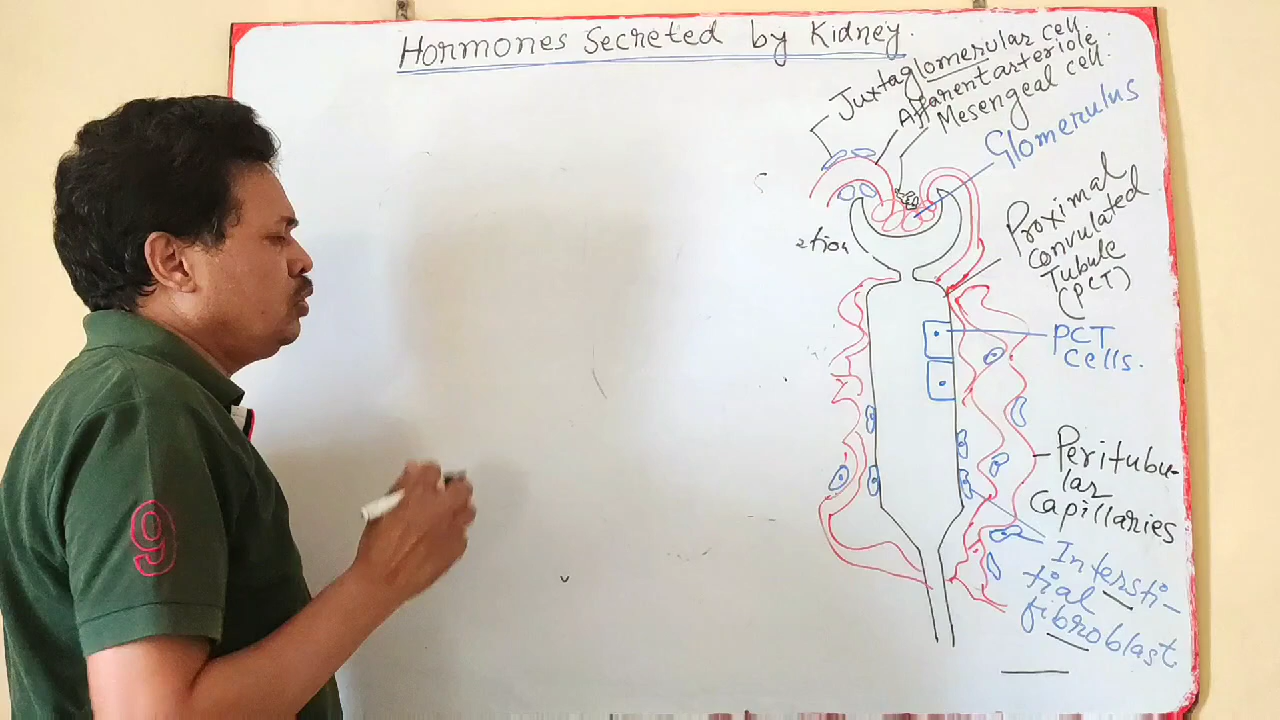 Hormones Secreted by Kidney.
Juxtaglomerular cell.
Afferent arteriole.
Mesengeal cell.
Glomerulus
Proximal
convulated
Tubule
(PCT)
PCT
Cells.
Peritubu-
lar
Capillaries
Intersti-
tial
fibroblast
9